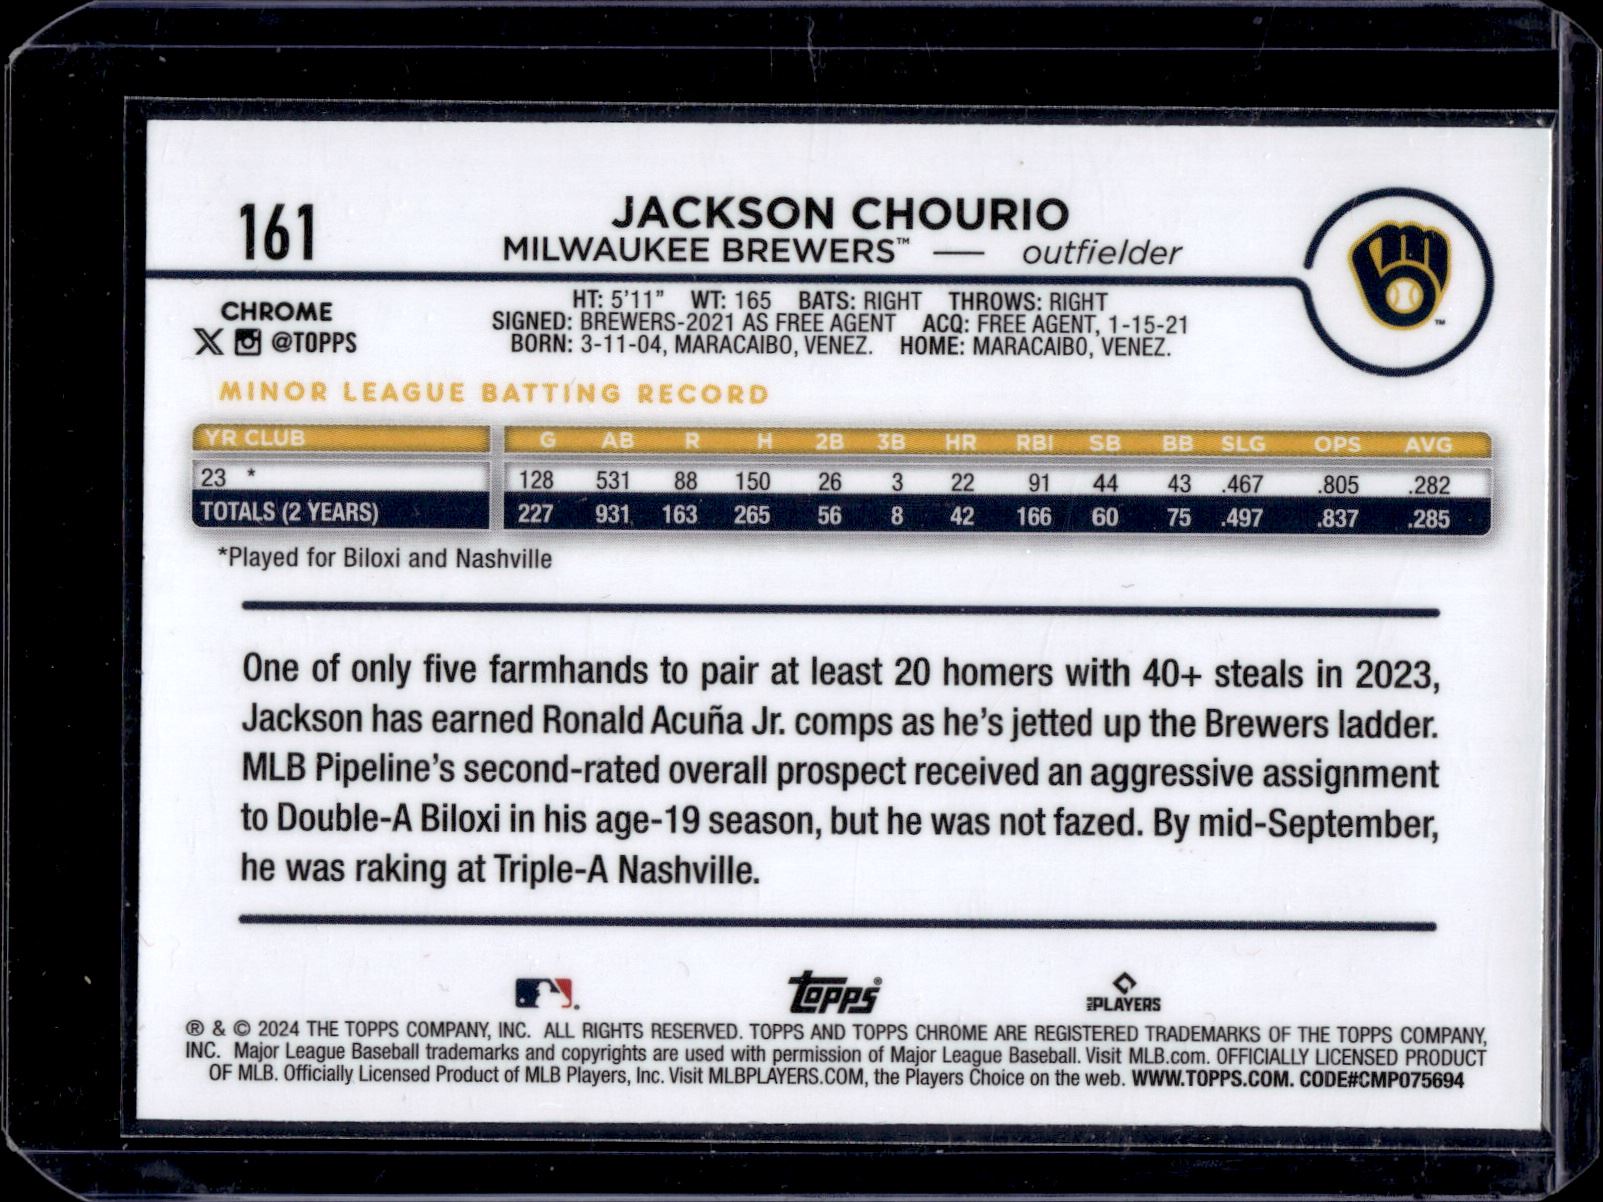 161
JACKSON CHOURIO
MILWAUKEE BREWERS™ — outfielder
CHROME
X @TOPPS
HT: 5'11" WT: 165 BATS: RIGHT THROWS: RIGHT
SIGNED: BREWERS-2021 AS FREE AGENT ACQ: FREE AGENT, 1-15-21
BORN: 3-11-04, MARACAIBO, VENEZ. HOME: MARACAIBO, VENEZ.
™
MINOR LEAGUE BATTING RECORD
YR CLUB G AB R H 2B 3B HR RBI SB BB SLG OPS AVG
23 * 128 531 88 150 26 3 22 91 44 43 .467 .805 .282
TOTALS (2 YEARS) 227 931 163 265 56 8 42 166 60 75 .497 .837 .285
*Played for Biloxi and Nashville
One of only five farmhands to pair at least 20 homers with 40+ steals in 2023,
Jackson has earned Ronald Acuña Jr. comps as he's jetted up the Brewers ladder.
MLB Pipeline's second-rated overall prospect received an aggressive assignment
to Double-A Biloxi in his age-19 season, but he was not fazed. By mid-September,
he was raking at Triple-A Nashville.
topps® MLB PLAYERS
® & © 2024 THE TOPPS COMPANY, INC. ALL RIGHTS RESERVED. TOPPS AND TOPPS CHROME ARE REGISTERED TRADEMARKS OF THE TOPPS COMPANY,
INC. Major League Baseball trademarks and copyrights are used with permission of Major League Baseball. Visit MLB.com. OFFICIALLY LICENSED PRODUCT
OF MLB. Officially Licensed Product of MLB Players, Inc. Visit MLBPLAYERS.COM, the Players Choice on the web. WWW.TOPPS.COM. CODE#CMP075694